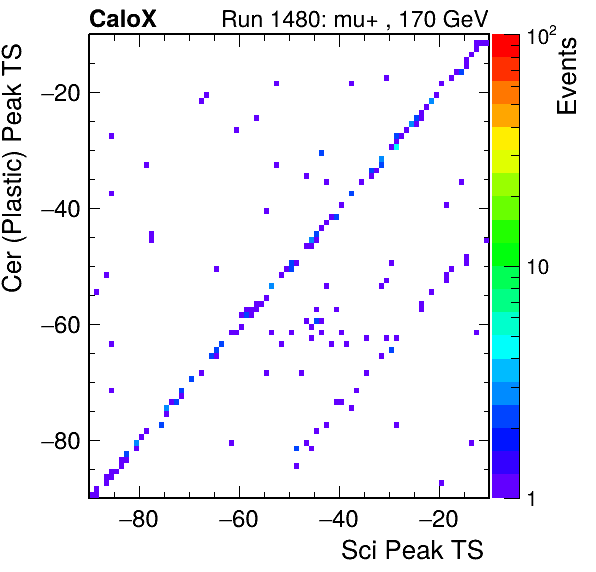 CaloX Run 1480: mu+ , 170 GeV
Cer (Plastic) Peak TS
−20
−40
−60
−80
−80 −60 −40 −20
Sci Peak TS
10²
10
1
Events